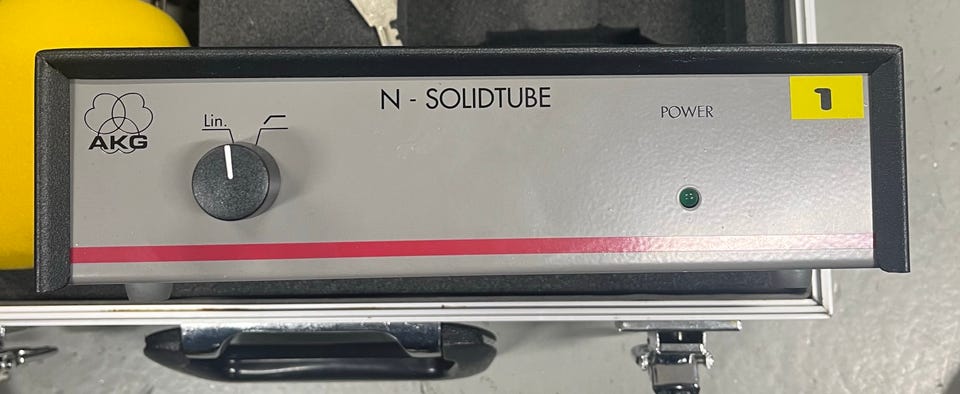 N - SOLIDTUBE
AKG
Lin.
POWER
1